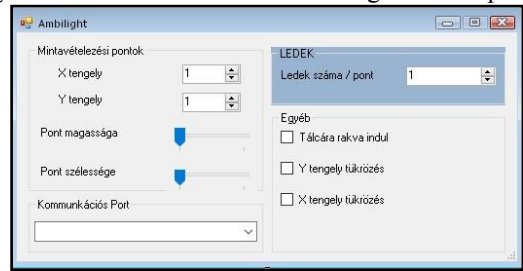 Ambilight
Mintavételezési pontok
X tengely 1
Y tengely 1
Pont magassága
Pont szélessége
Kommunkációs Port
LEDEK
Ledek száma / pont 1
Egyéb
Tálcára rakva indul
Y tengely tükrözés
X tengely tükrözés